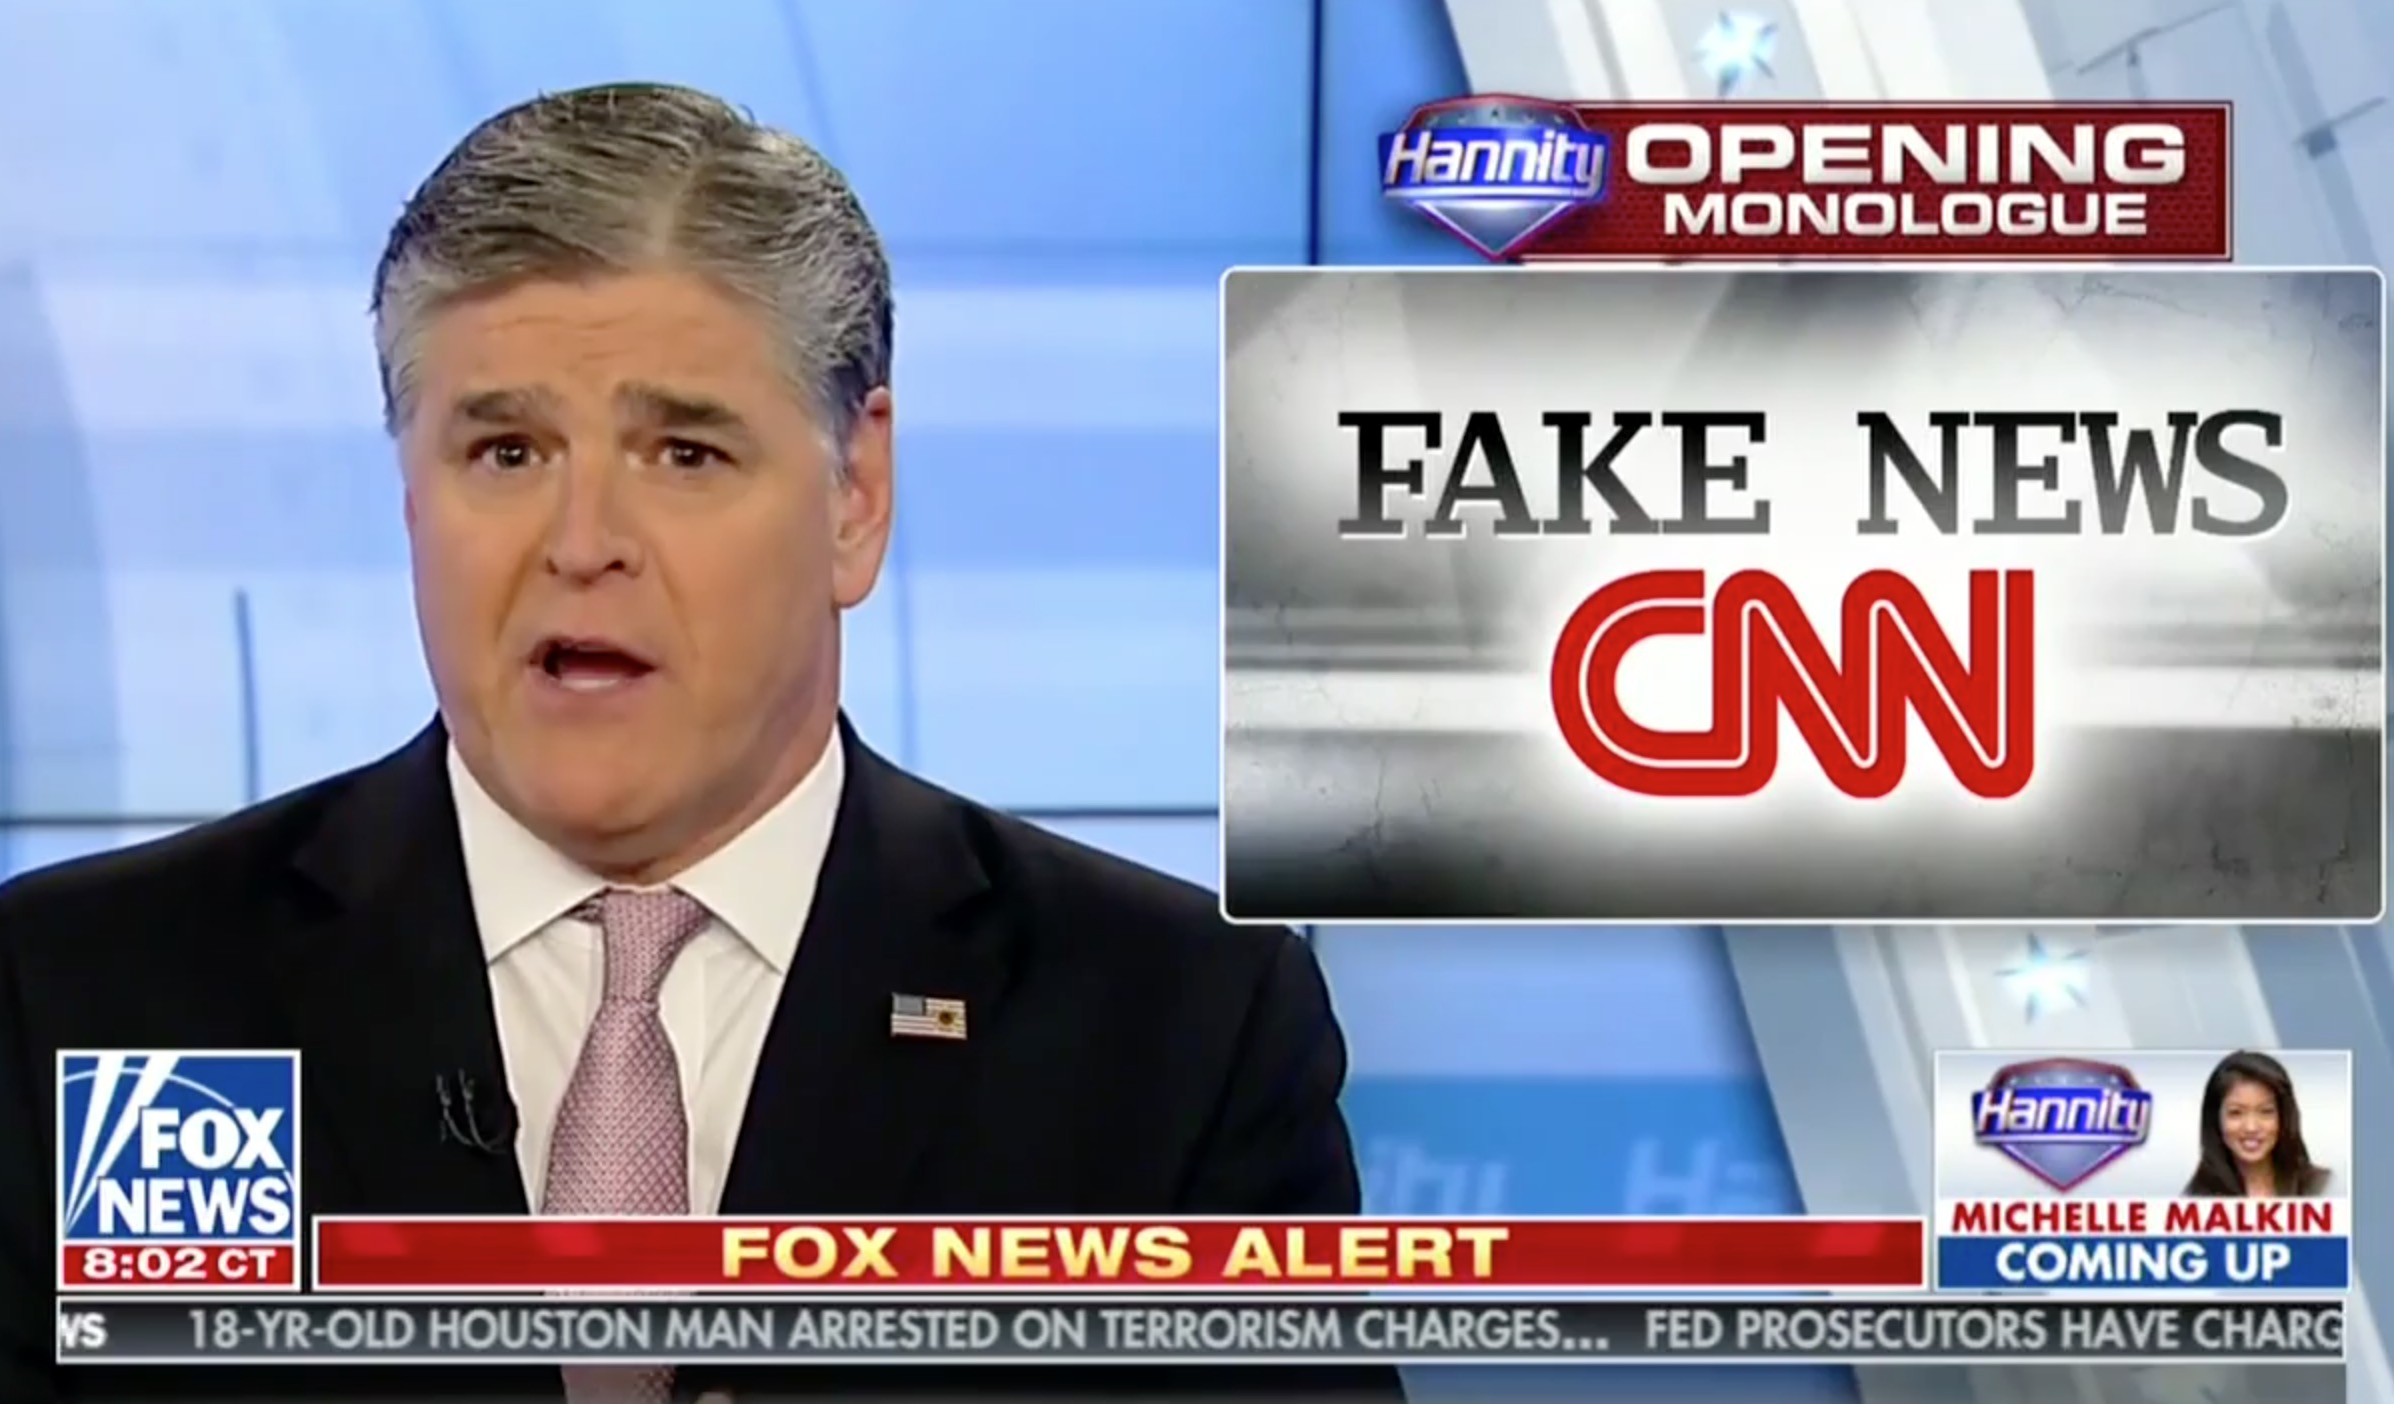 Hannity
OPENING
MONOLOGUE
FAKE NEWS
CNN
FOX
NEWS
8:02 CT
FOX NEWS ALERT
Hannity
MICHELLE MALKIN
COMING UP
18-YR-OLD HOUSTON MAN ARRESTED ON TERRORISM CHARGES... FED PROSECUTORS HAVE CHARG